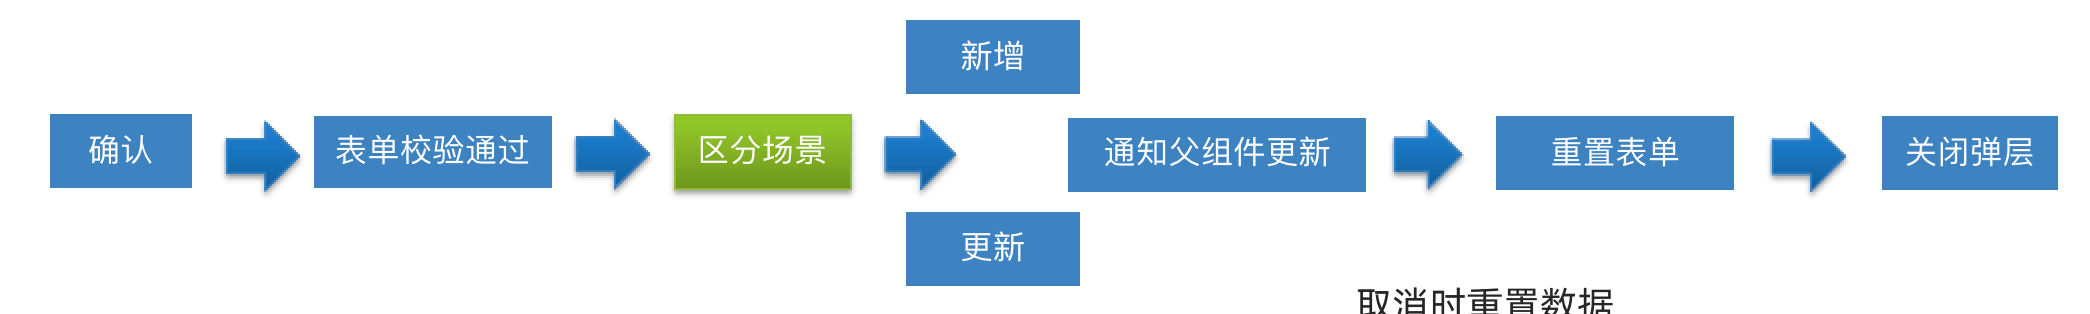 新增
确认
表单校验通过
区分场景
通知父组件更新
重置表单
关闭弹层
更新
取消时重置数据